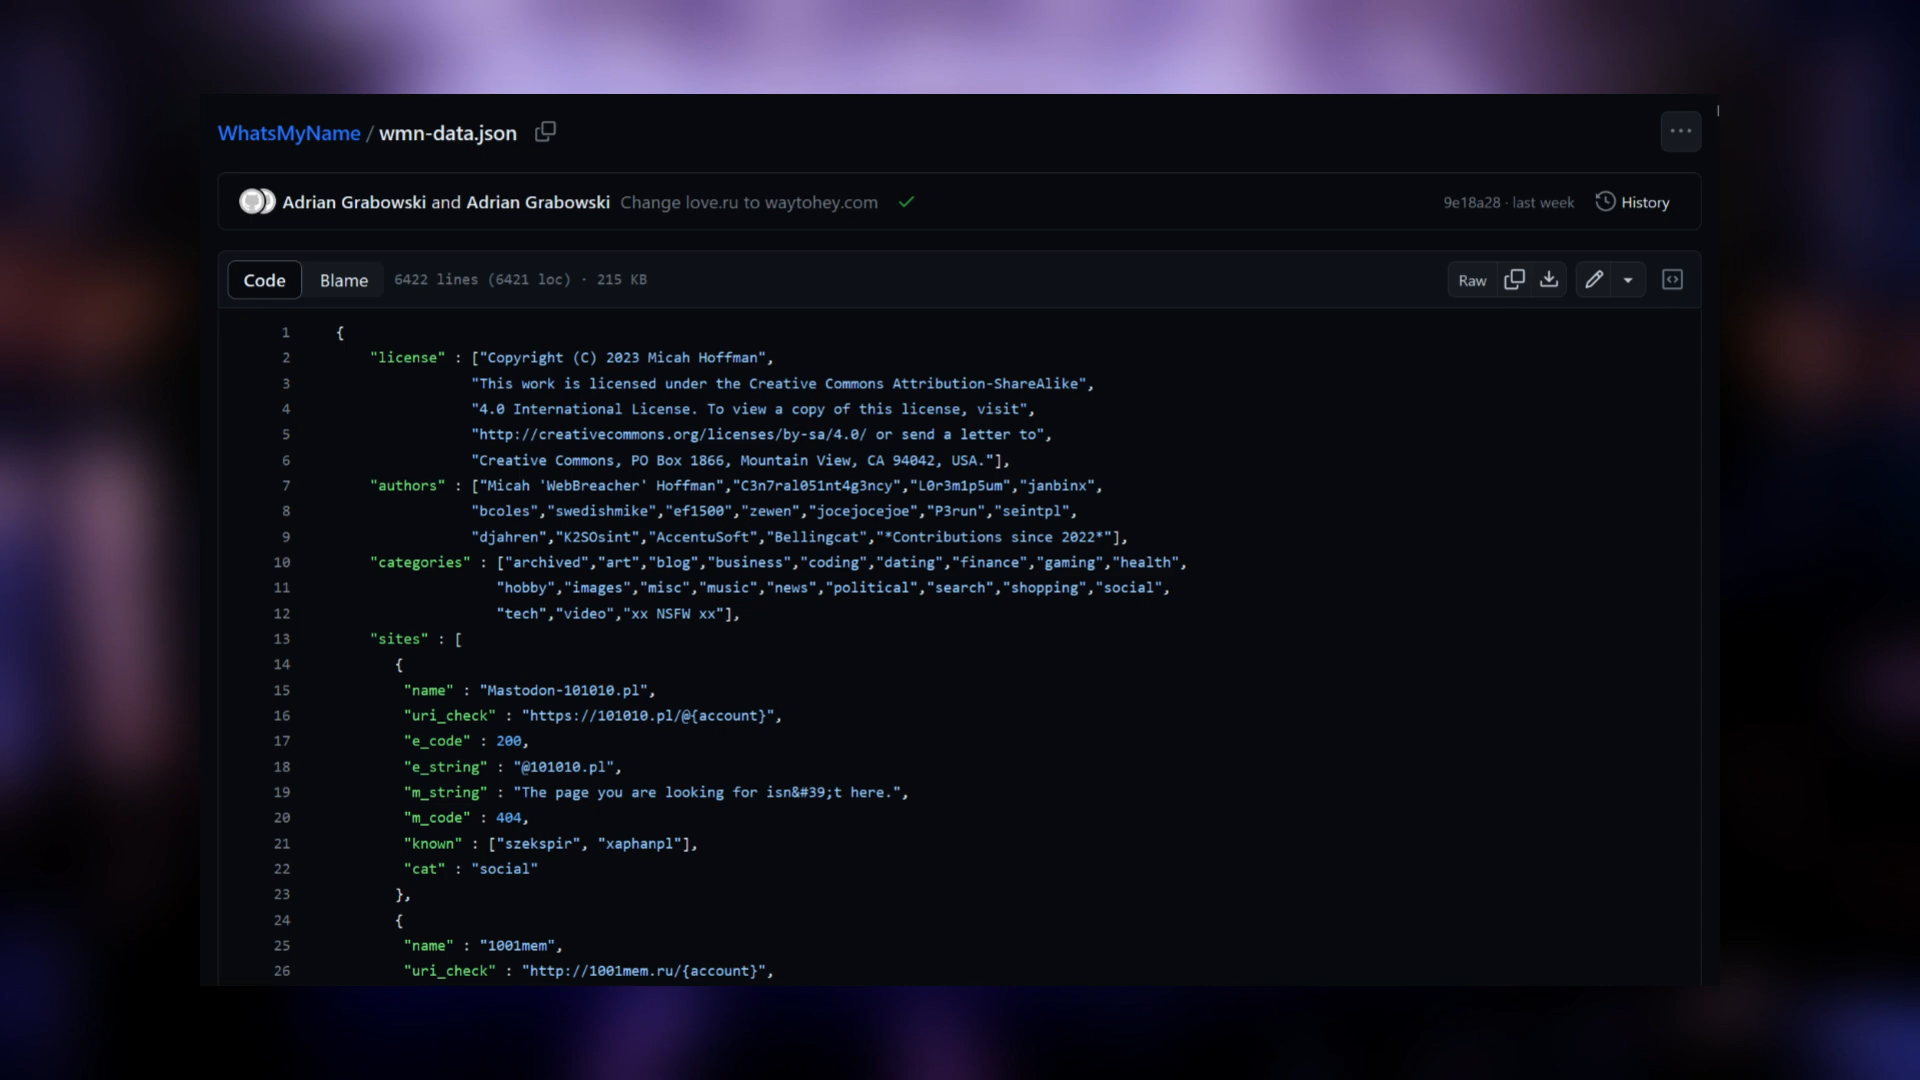 WhatsMyName / wmn-data.json
Adrian Grabowski and Adrian Grabowski Change love.ru to waytohey.com 9e18a28 · last week History
Code Blame 6422 lines (6421 loc) · 215 KB Raw
1 {
2 "license" : ["Copyright (C) 2023 Micah Hoffman",
3 "This work is licensed under the Creative Commons Attribution-ShareAlike",
4 "4.0 International License. To view a copy of this license, visit",
5 "http://creativecommons.org/licenses/by-sa/4.0/ or send a letter to",
6 "Creative Commons, PO Box 1866, Mountain View, CA 94042, USA."],
7 "authors" : ["Micah 'WebBreacher' Hoffman","C3n7ral051nt4g3ncy","L0r3m1p5um","janbinx",
8 "bcoles","swedishmike","ef1500","zewen","jocejocejoe","P3run","seintpl",
9 "djahren","K2SOsint","AccentuSoft","Bellingcat","*Contributions since 2022*"],
10 "categories" : ["archived","art","blog","business","coding","dating","finance","gaming","health",
11 "hobby","images","misc","music","news","political","search","shopping","social",
12 "tech","video","xx NSFW xx"],
13 "sites" : [
14 {
15 "name" : "Mastodon-101010.pl",
16 "uri_check" : "https://101010.pl/@{account}",
17 "e_code" : 200,
18 "e_string" : "@101010.pl",
19 "m_string" : "The page you are looking for isn&#39;t here.",
20 "m_code" : 404,
21 "known" : ["szekspir", "xaphanpl"],
22 "cat" : "social"
23 },
24 {
25 "name" : "1001mem",
26 "uri_check" : "http://1001mem.ru/{account}",